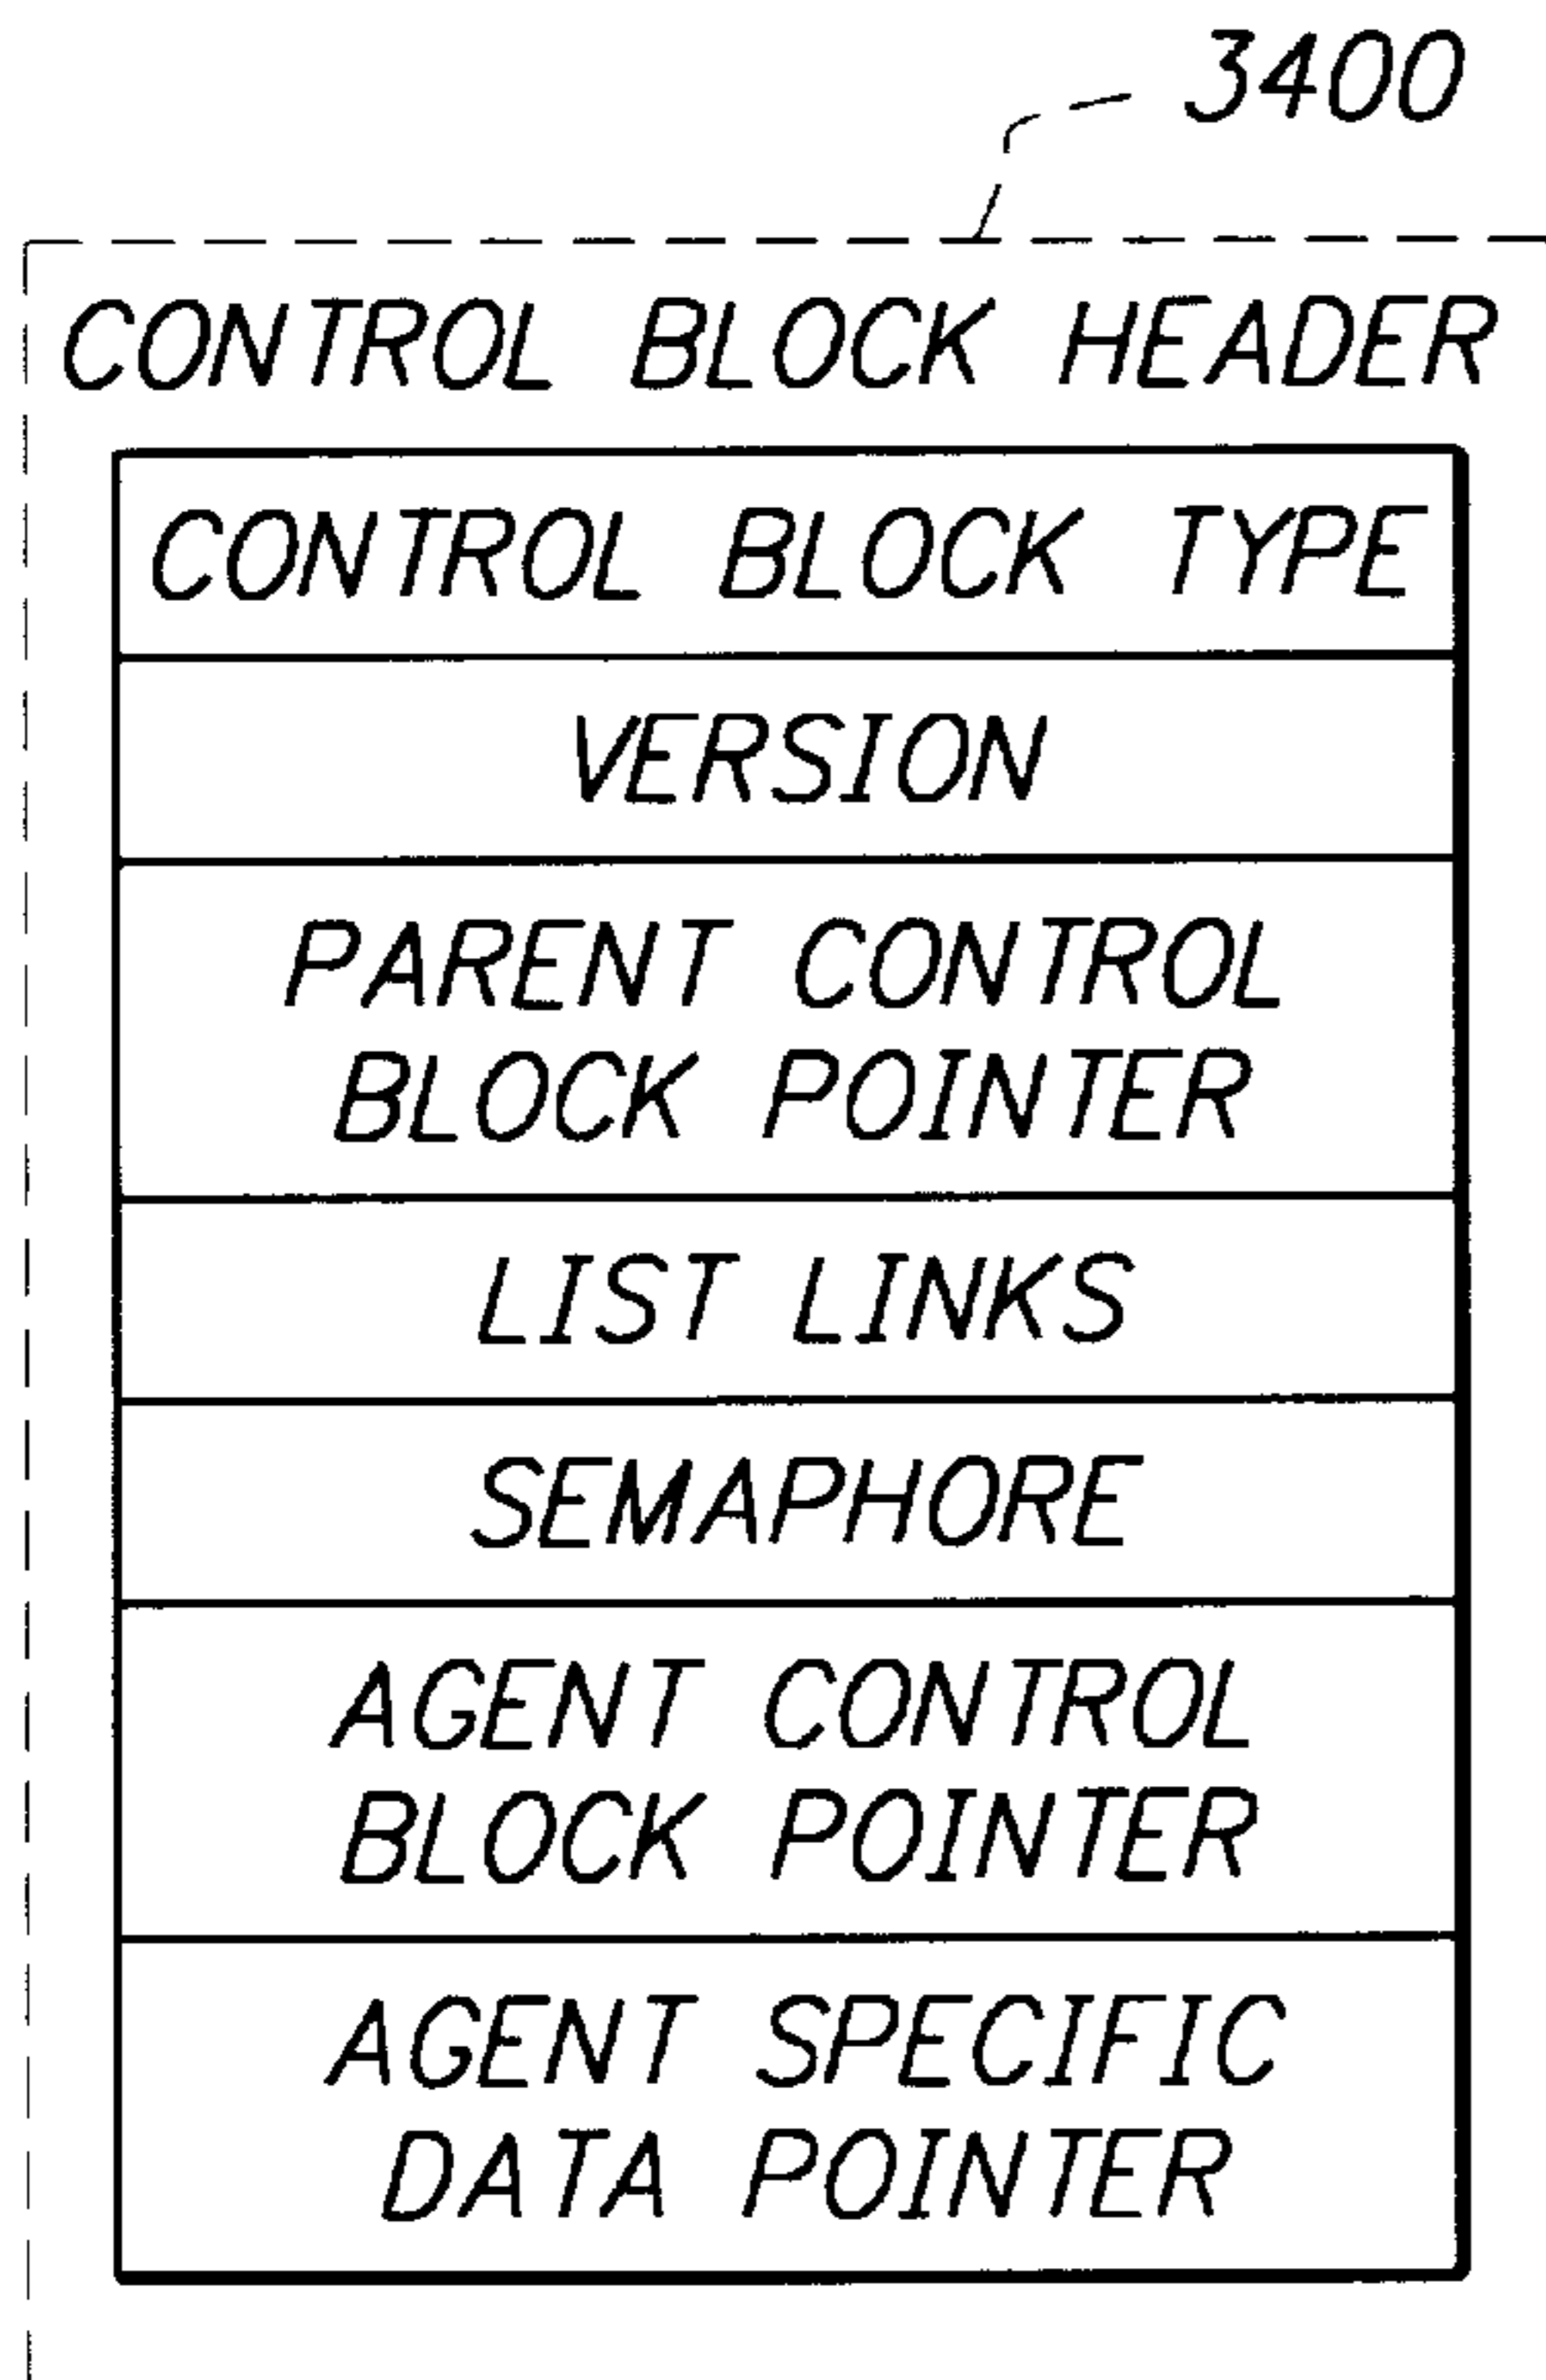 3400
CONTROL BLOCK HEADER
CONTROL BLOCK TYPE
VERSION
PARENT CONTROL
BLOCK POINTER
LIST LINKS
SEMAPHORE
AGENT CONTROL
BLOCK POINTER
AGENT SPECIFIC
DATA POINTER